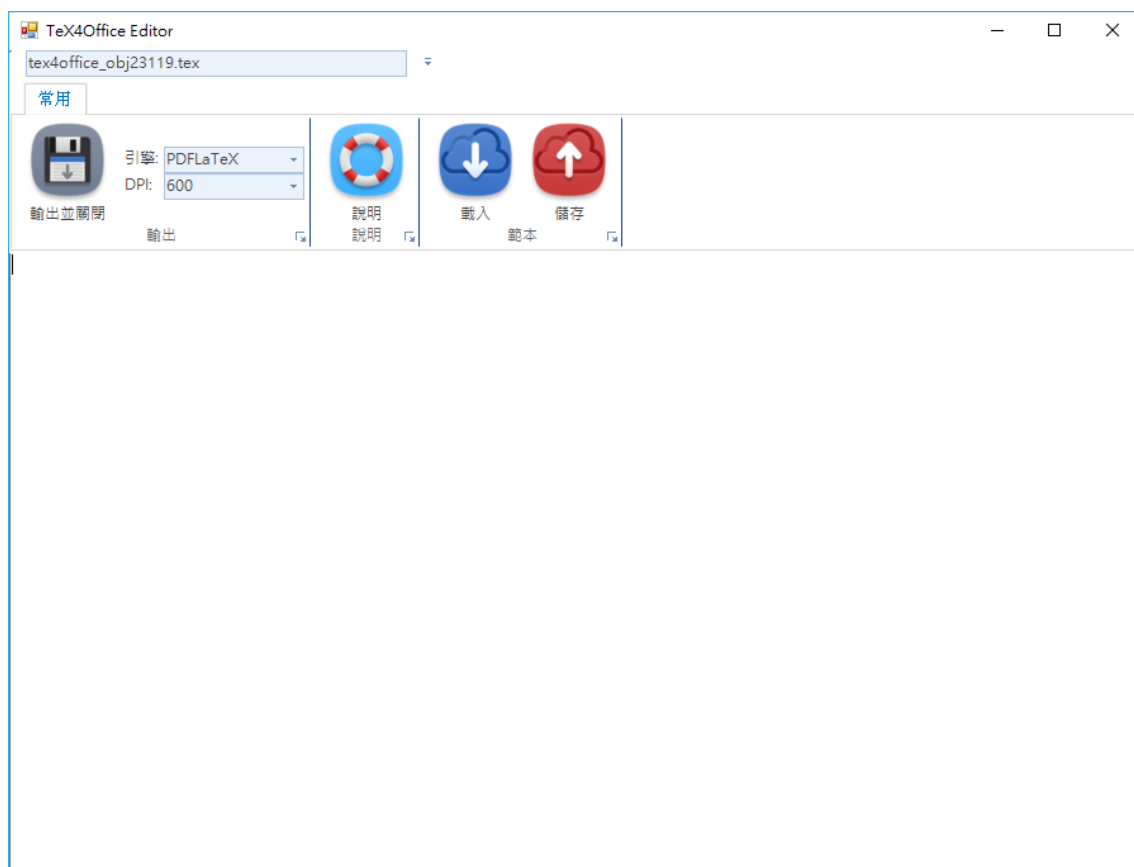 TeX4Office Editor
tex4office_obj23119.tex
常用
引擎: PDFLaTeX
DPI: 600
輸出並關閉
說明
載入
儲存
輸出
說明
範本